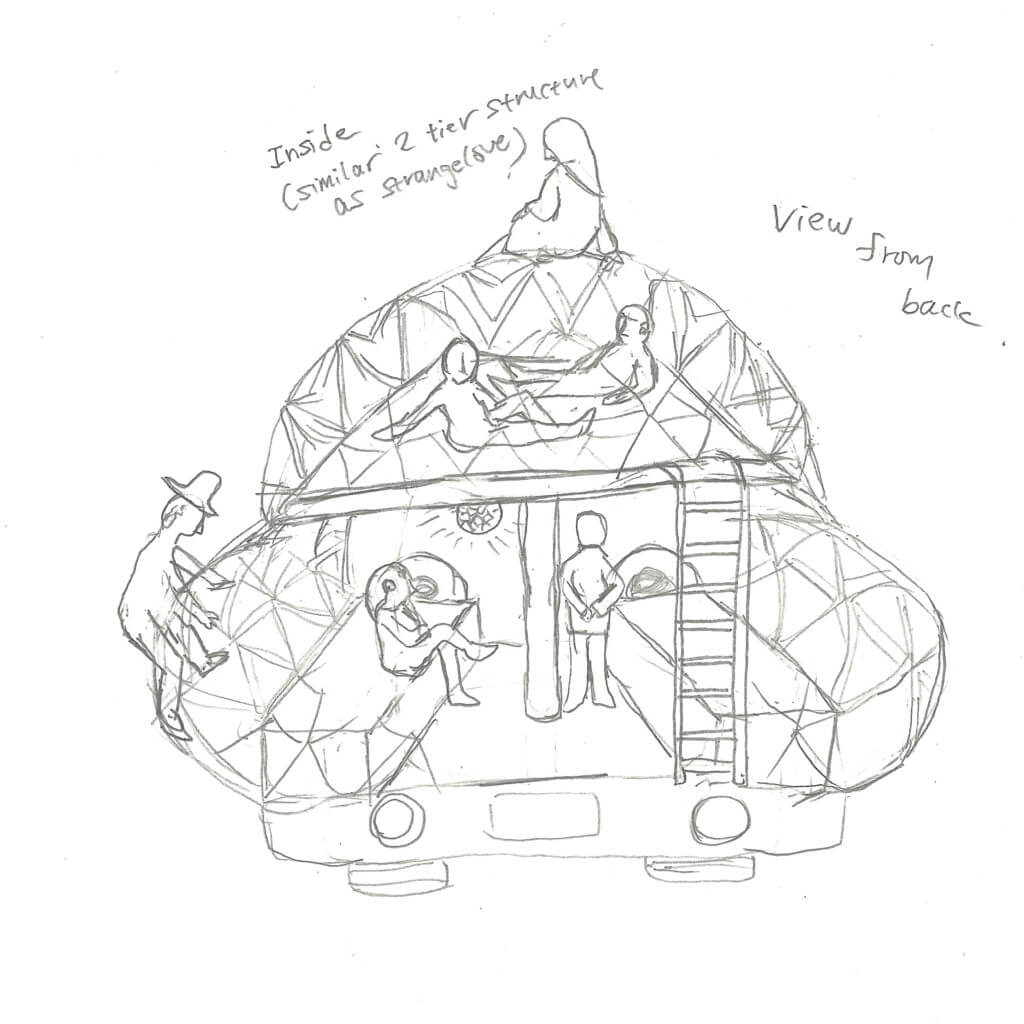 Inside
(similar 2 tier structure
as strangelove)
View
from
back